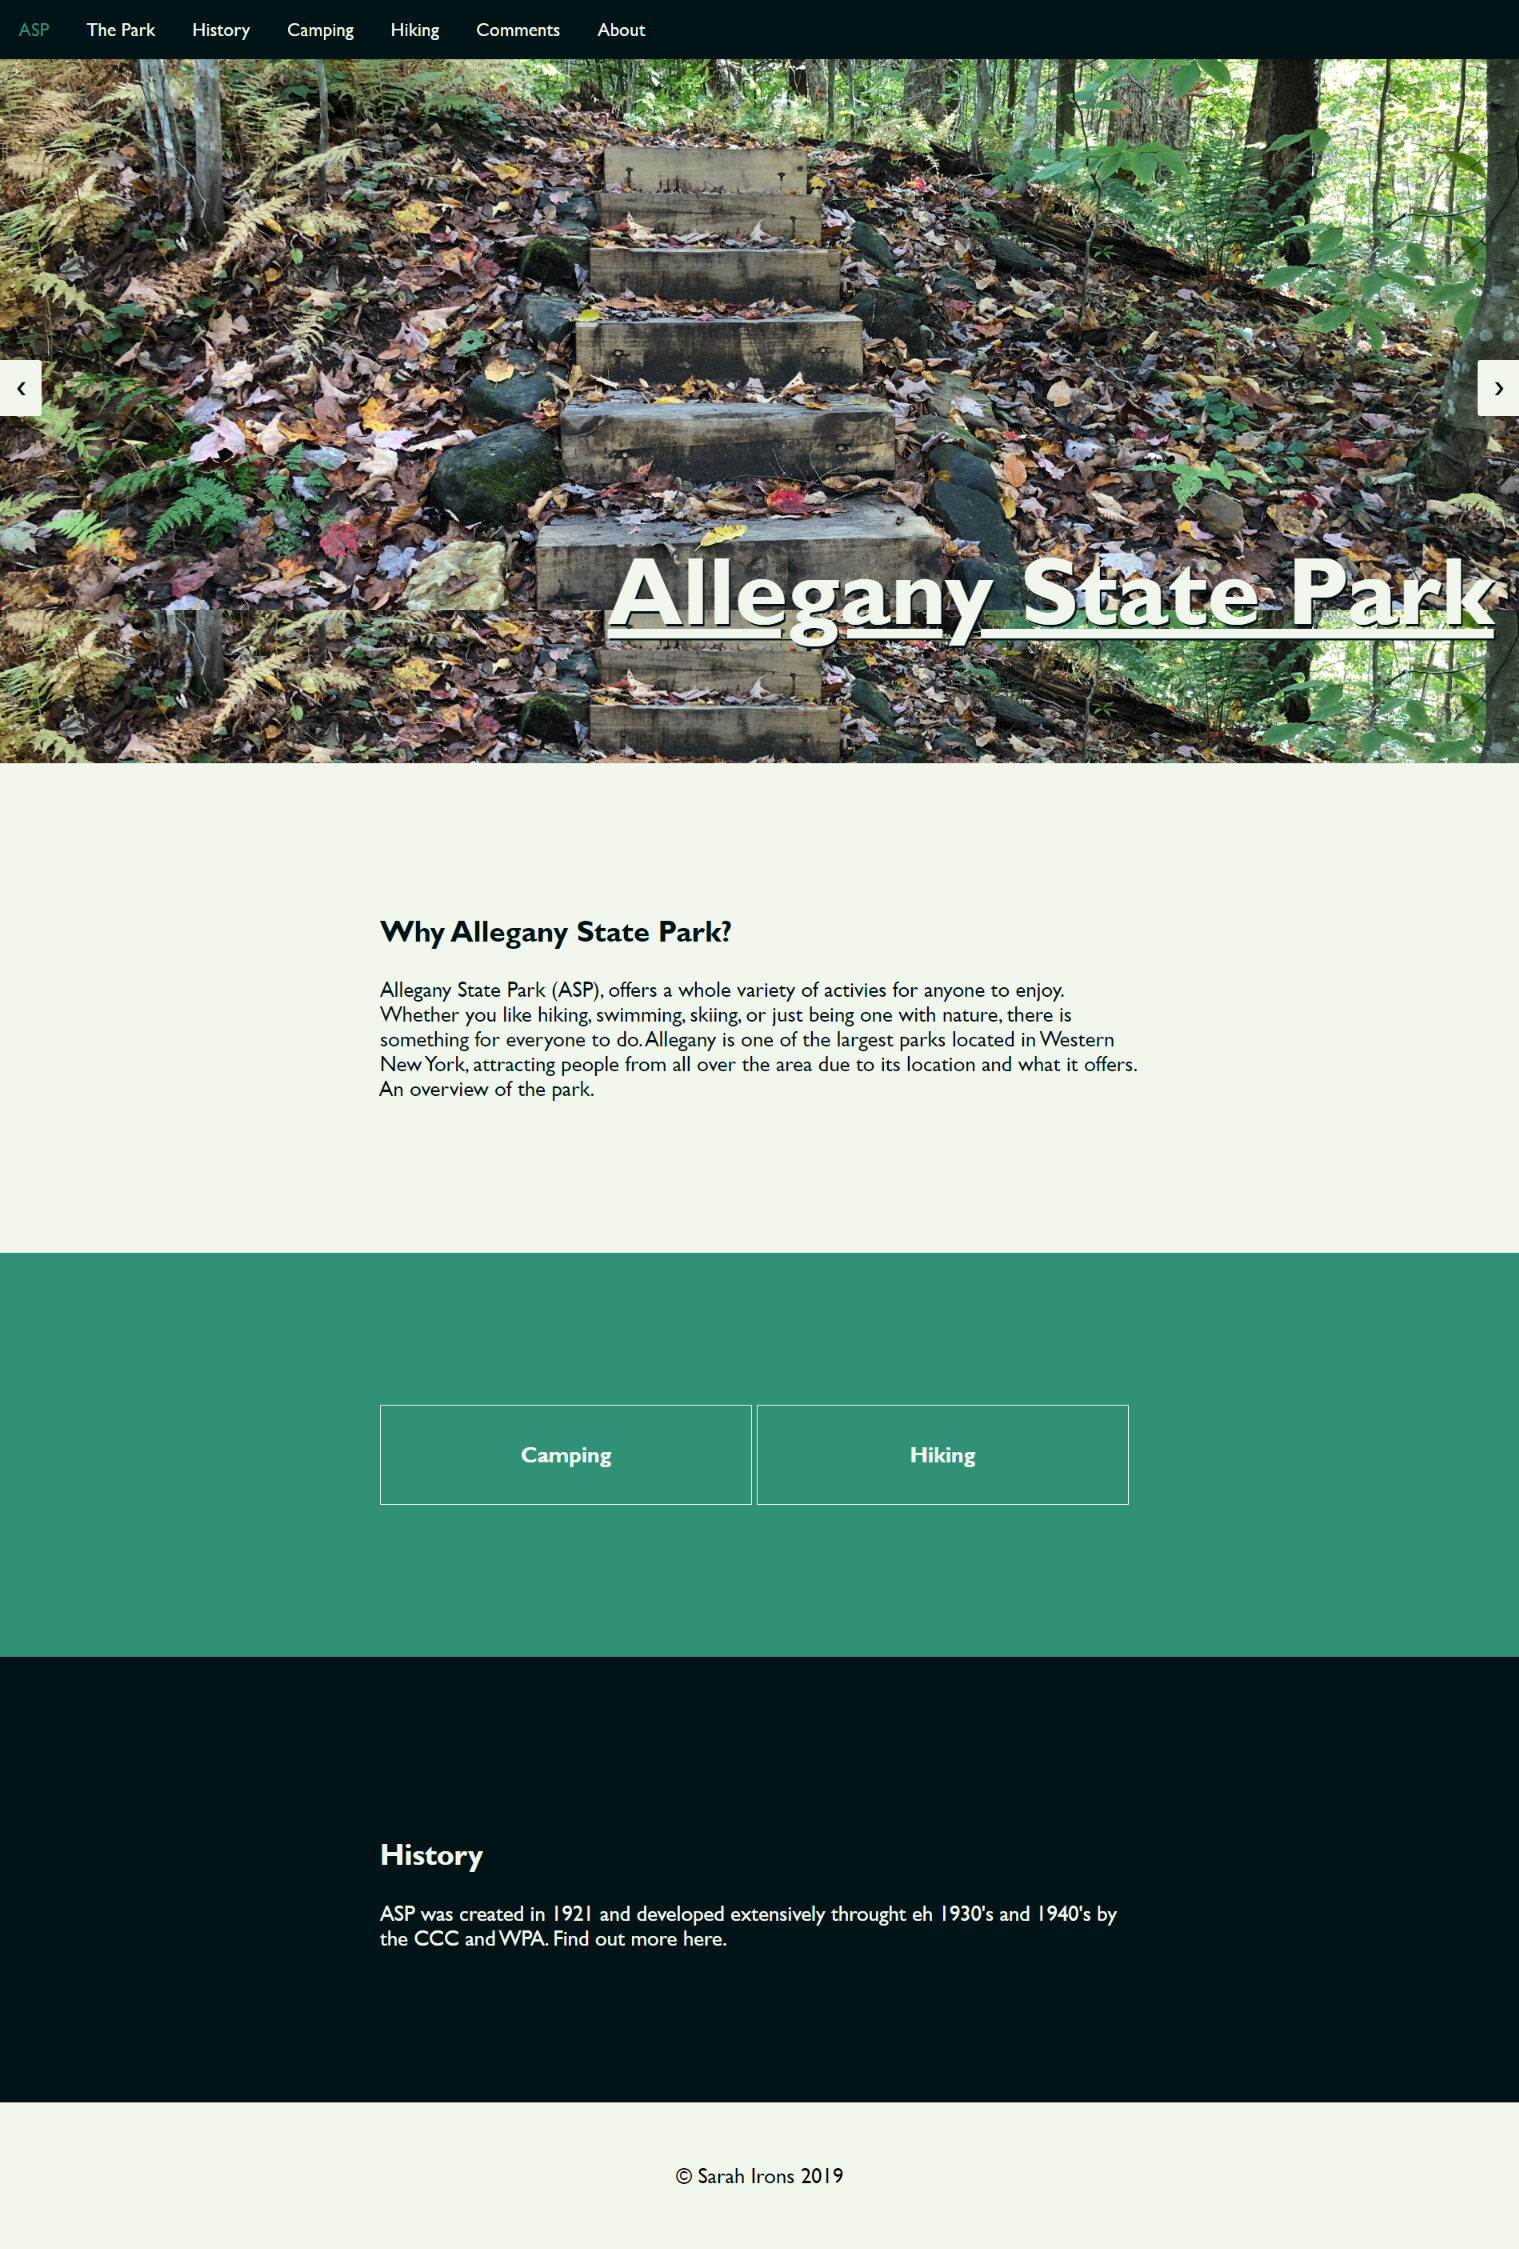 ASP The Park History Camping Hiking Comments About
❮ ❯
Allegany State Park
Why Allegany State Park?
Allegany State Park (ASP), offers a whole variety of activies for anyone to enjoy.
Whether you like hiking, swimming, skiing, or just being one with nature, there is
something for everyone to do. Allegany is one of the largest parks located in Western
New York, attracting people from all over the area due to its location and what it offers.
An overview of the park.
Camping Hiking
History
ASP was created in 1921 and developed extensively throught eh 1930's and 1940's by
the CCC and WPA. Find out more here.
© Sarah Irons 2019